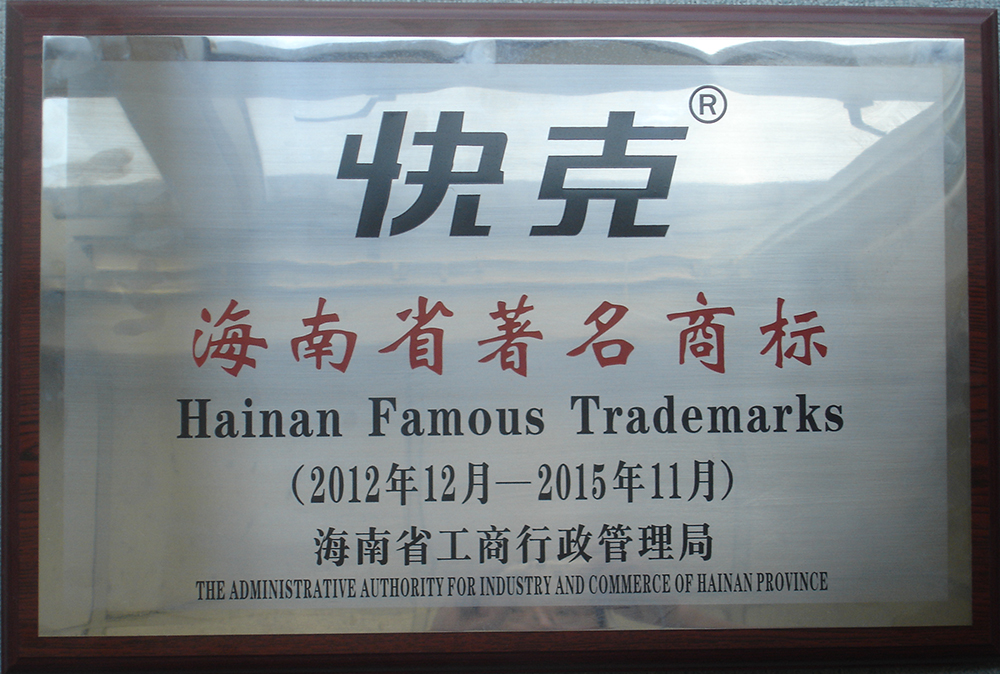 快克®
海南省著名商标
Hainan Famous Trademarks
(2012年12月—2015年11月)
海南省工商行政管理局
THE ADMINISTRATIVE AUTHORITY FOR INDUSTRY AND COMMERCE OF HAINAN PROVINCE